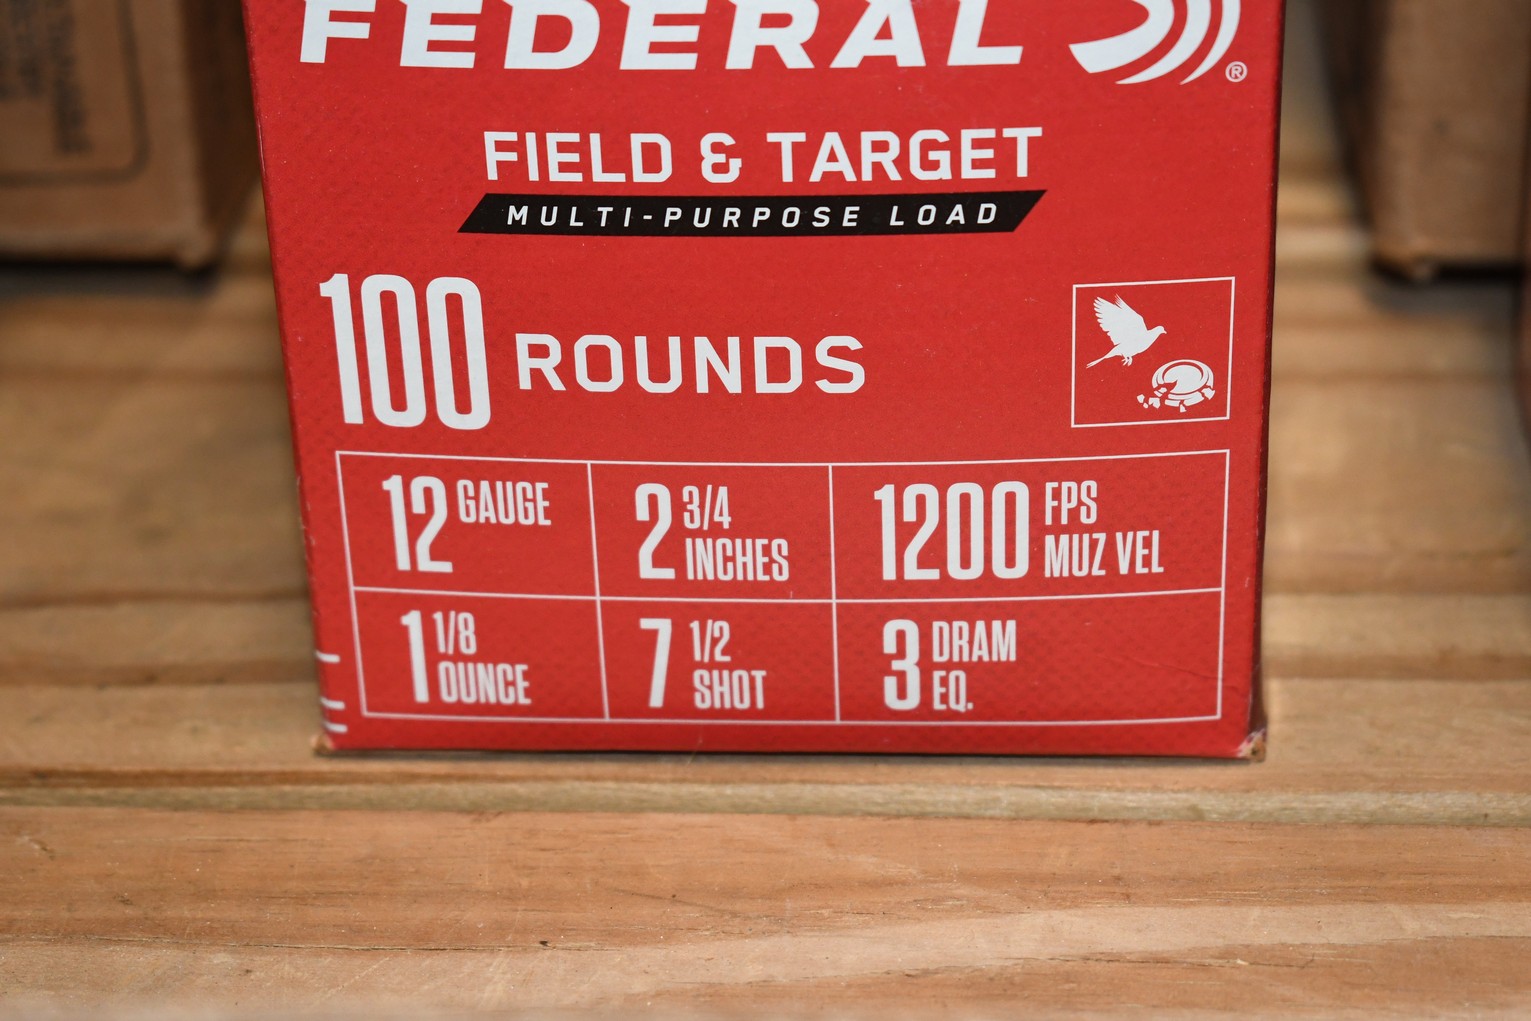 FEDERAL
®
FIELD & TARGET
MULTI-PURPOSE LOAD
100 ROUNDS
12 GAUGE
2 3/4 INCHES
1200 FPS MUZ VEL
1 1/8 OUNCE
7 1/2 SHOT
3 DRAM EQ.